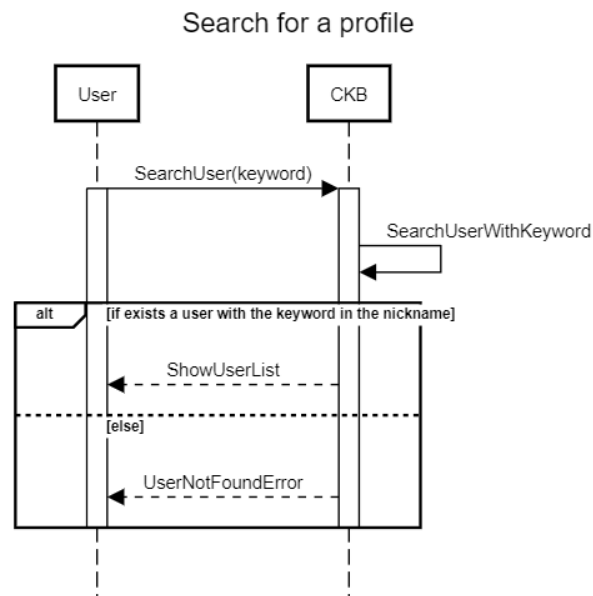 Search for a profile
User
CKB
SearchUser(keyword)
SearchUserWithKeyword
alt
[if exists a user with the keyword in the nickname]
ShowUserList
[else]
UserNotFoundError